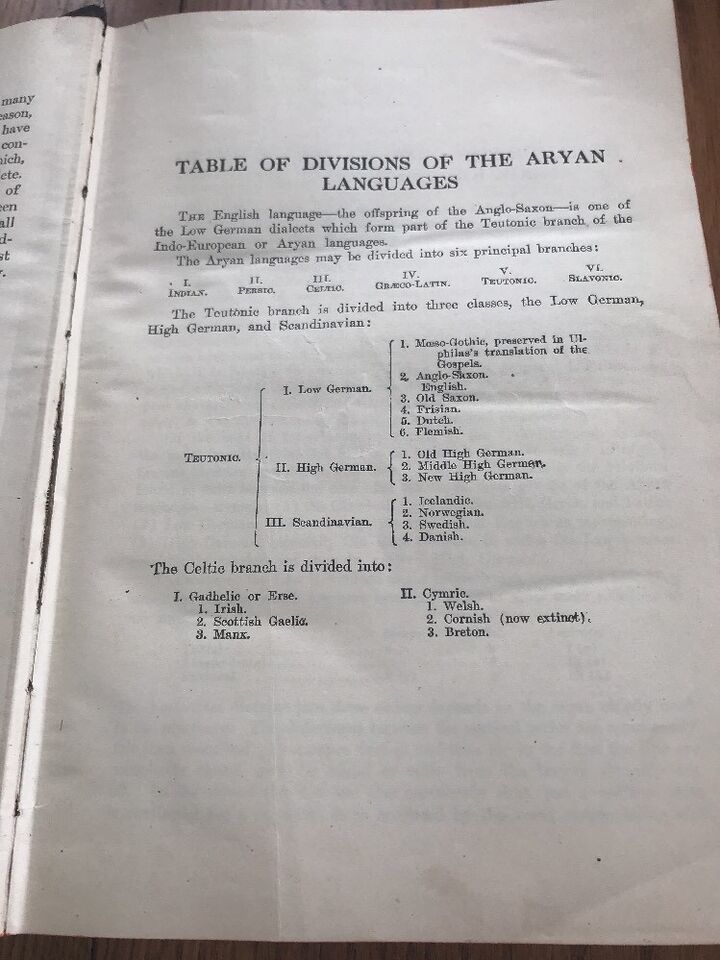 many
eason,
have
con-
hich,
ete.
of
een
all
d-
st
r.
TABLE OF DIVISIONS OF THE ARYAN
LANGUAGES
THE English language—the offspring of the Anglo-Saxon—is one of
the Low German dialects which form part of the Teutonic branch of the
Indo-European or Aryan languages.
The Aryan languages may be divided into six principal branches:
I. II. III. IV. V. VI.
INDIAN. PERSIC. CELTIC. GRÆCO-LATIN. TEUTONIC. SLAVONIC.
The Teutonic branch is divided into three classes, the Low German,
High German, and Scandinavian:
TEUTONIC.
I. Low German.
1. Mœso-Gothic, preserved in Ul-
philas's translation of the
Gospels.
2. Anglo-Saxon.
English.
3. Old Saxon.
4. Frisian.
5. Dutch.
6. Flemish.
II. High German.
1. Old High German.
2. Middle High German.
3. New High German.
III. Scandinavian.
1. Icelandic.
2. Norwegian.
3. Swedish.
4. Danish.
The Celtic branch is divided into:
I. Gadhelic or Erse.
1. Irish.
2. Scottish Gaelic.
3. Manx.
II. Cymric.
1. Welsh.
2. Cornish (now extinct).
3. Breton.